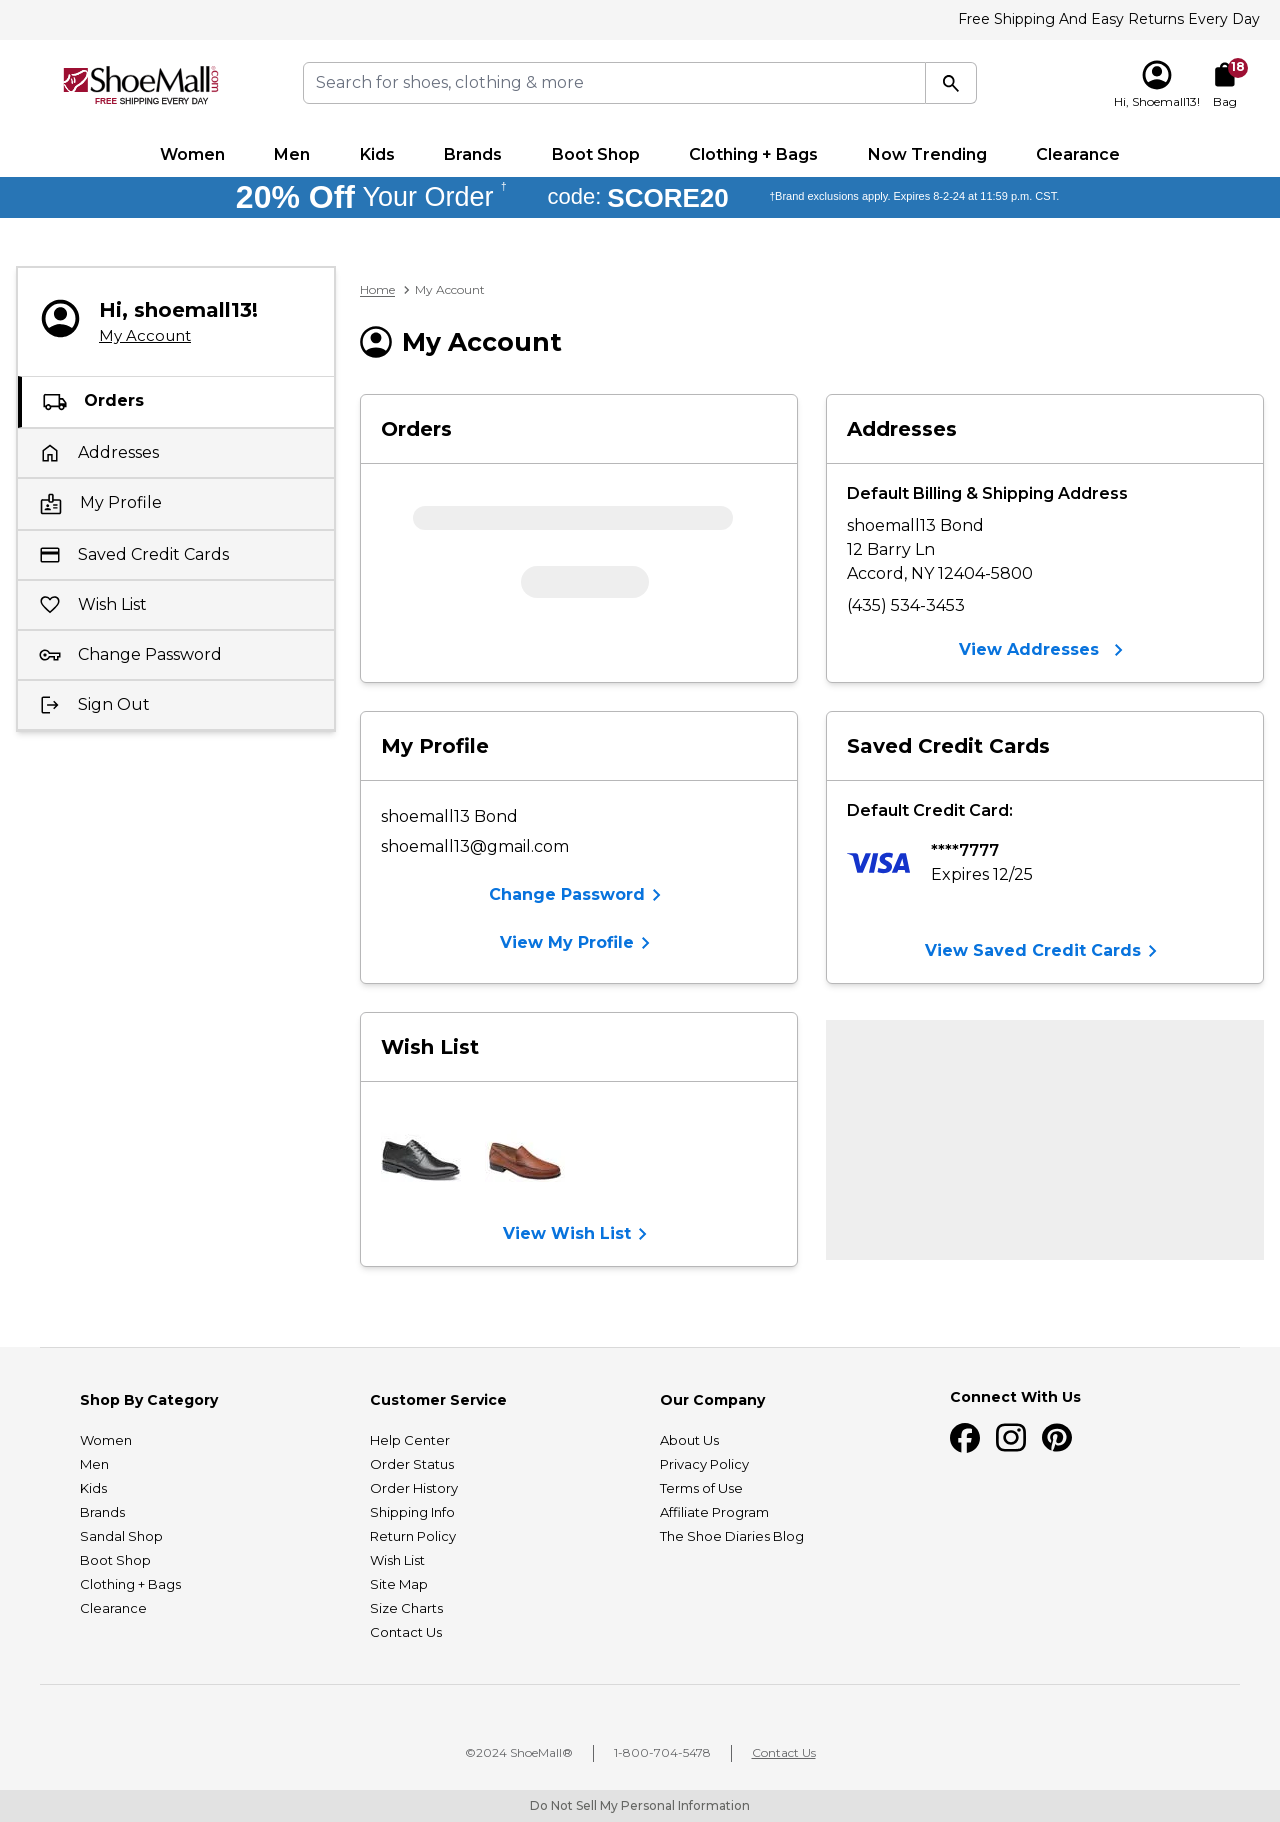 Free Shipping And Easy Returns Every Day
ShoeMall®.com
FREE SHIPPING EVERY DAY
Search for shoes, clothing & more
18
Hi, Shoemall13!
Bag
Women
Men
Kids
Brands
Boot Shop
Clothing + Bags
Now Trending
Clearance
20% Off Your Order †
code: SCORE20
†Brand exclusions apply. Expires 8-2-24 at 11:59 p.m. CST.
Hi, shoemall13!
My Account
Orders
Addresses
My Profile
Saved Credit Cards
Wish List
Change Password
Sign Out
Home
My Account
My Account
Orders
Addresses
Default Billing & Shipping Address
shoemall13 Bond
12 Barry Ln
Accord, NY 12404-5800
(435) 534-3453
View Addresses
My Profile
shoemall13 Bond
shoemall13@gmail.com
Change Password
View My Profile
Saved Credit Cards
Default Credit Card:
VISA
****7777
Expires 12/25
View Saved Credit Cards
Wish List
View Wish List
Shop By Category
Women
Men
Kids
Brands
Sandal Shop
Boot Shop
Clothing + Bags
Clearance
Customer Service
Help Center
Order Status
Order History
Shipping Info
Return Policy
Wish List
Site Map
Size Charts
Contact Us
Our Company
About Us
Privacy Policy
Terms of Use
Affiliate Program
The Shoe Diaries Blog
Connect With Us
©2024 ShoeMall®
1-800-704-5478
Contact Us
Do Not Sell My Personal Information